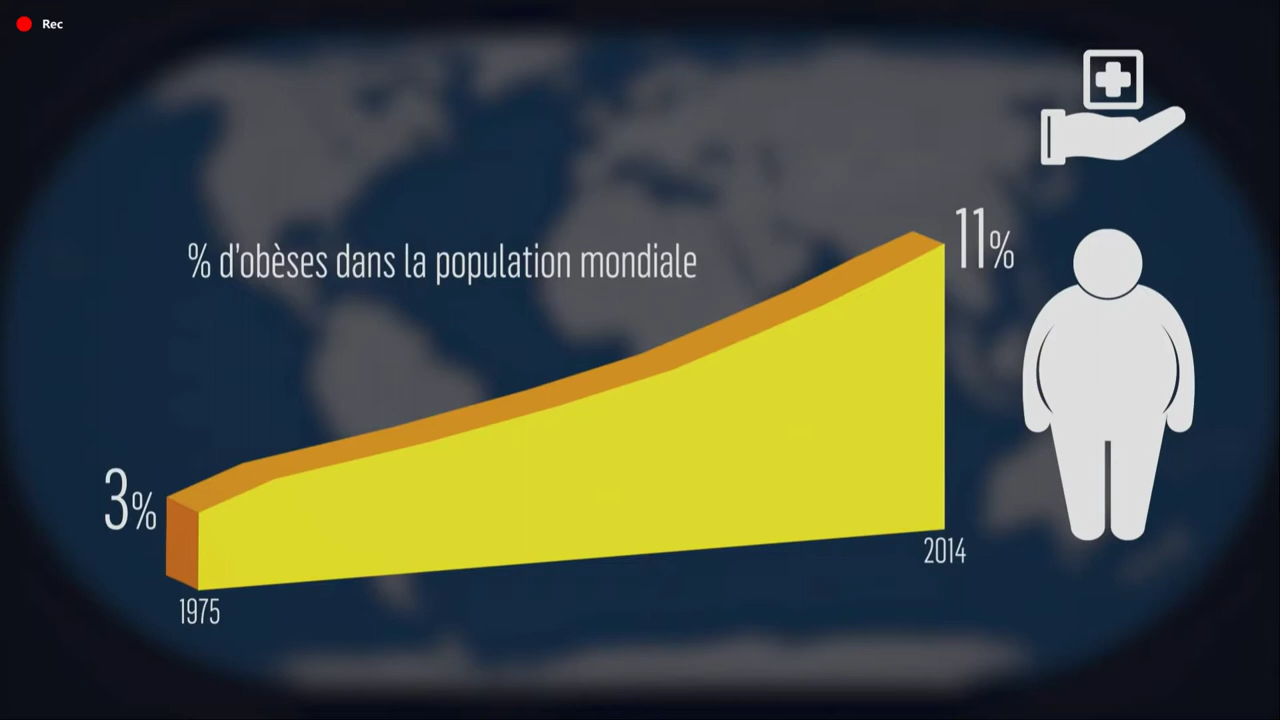 Rec
% d'obèses dans la population mondiale
11%
3%
2014
1975